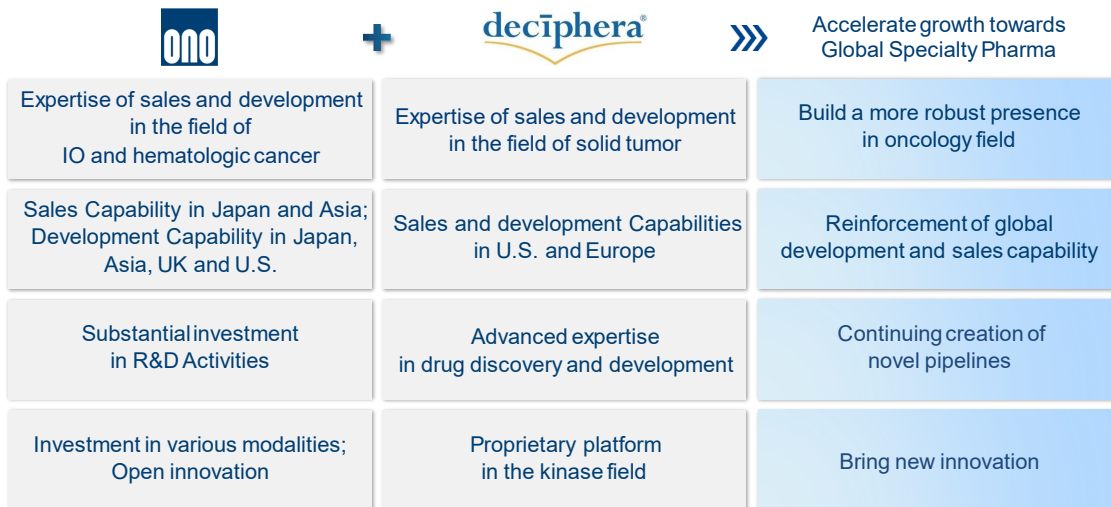 ono
+
decīphera®
Accelerate growth towards
Global Specialty Pharma
Expertise of sales and development
in the field of
IO and hematologic cancer
Expertise of sales and development
in the field of solid tumor
Build a more robust presence
in oncology field
Sales Capability in Japan and Asia;
Development Capability in Japan,
Asia, UK and U.S.
Sales and development Capabilities
in U.S. and Europe
Reinforcement of global
development and sales capability
Substantial investment
in R&D Activities
Advanced expertise
in drug discovery and development
Continuing creation of
novel pipelines
Investment in various modalities;
Open innovation
Proprietary platform
in the kinase field
Bring new innovation